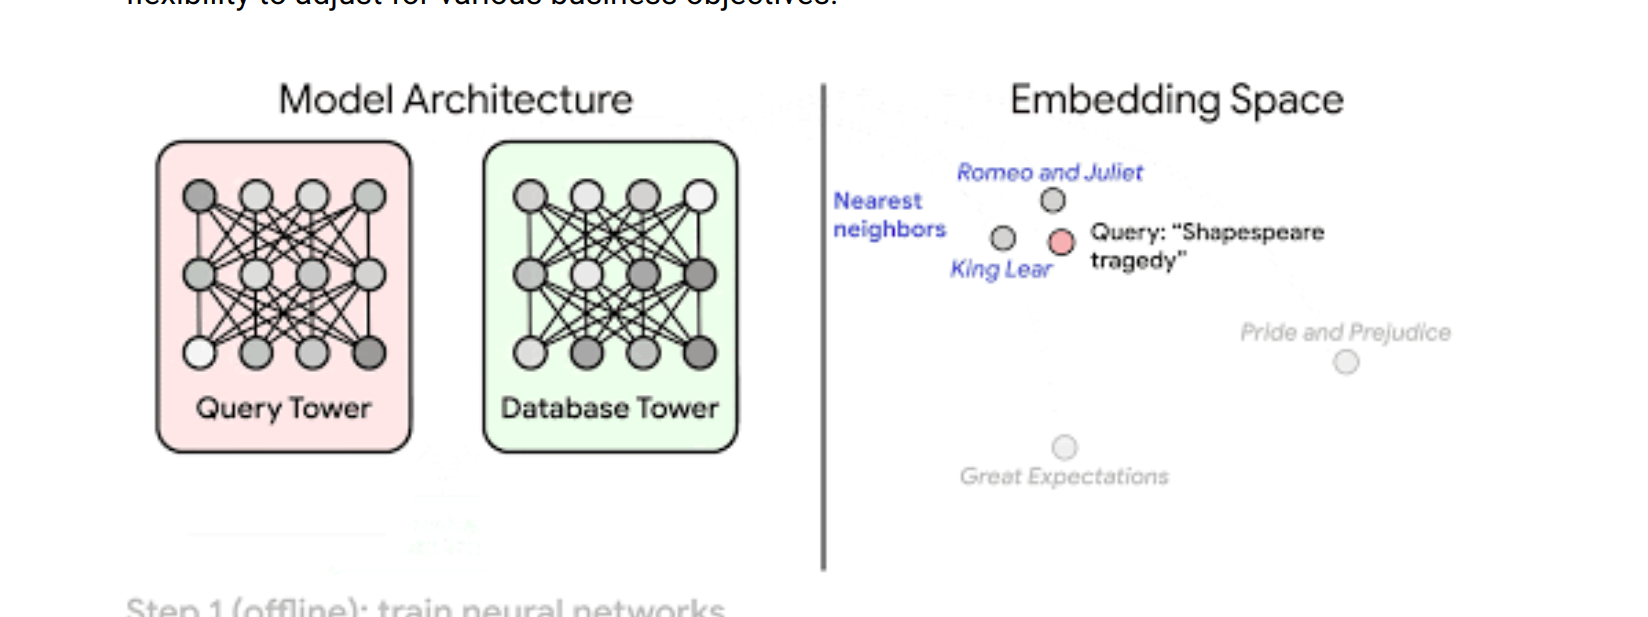 flexibility to adjust for various business objectives.
Model Architecture
Query Tower
Database Tower
Embedding Space
Romeo and Juliet
Nearest
neighbors
King Lear
Query: “Shapespeare
tragedy”
Pride and Prejudice
Great Expectations
Step 1 (offline): train neural networks